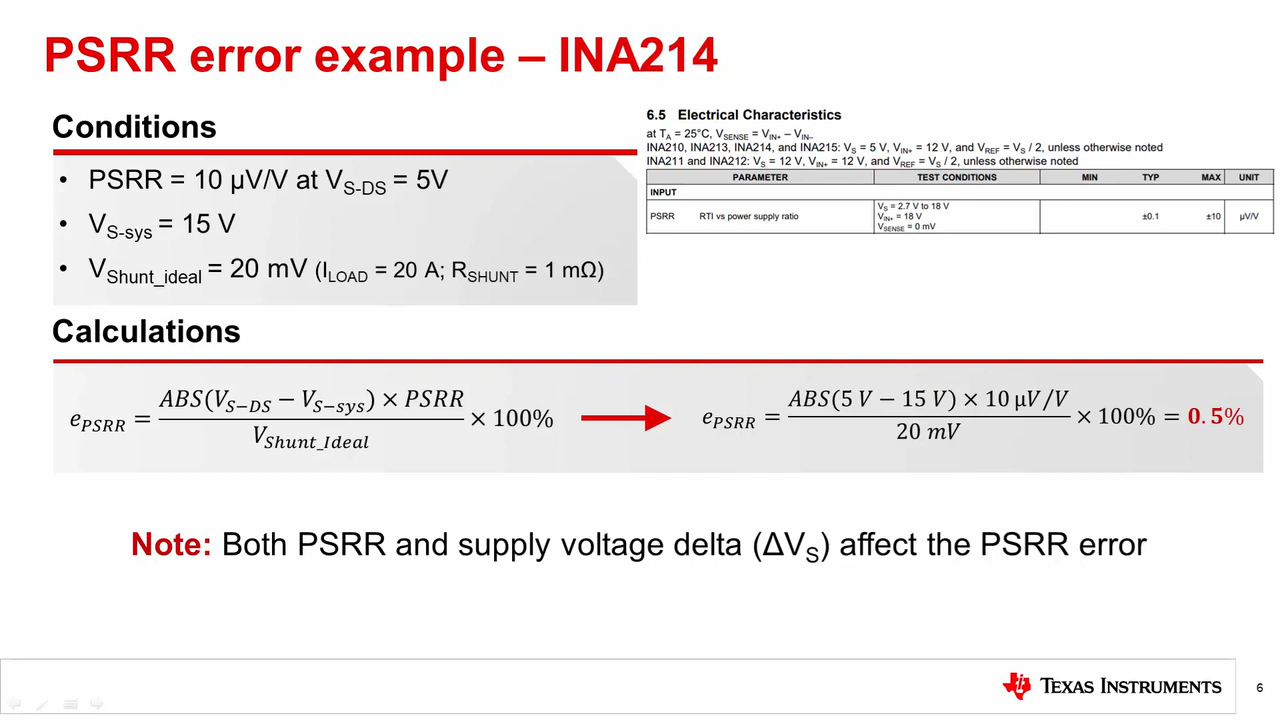 PSRR error example – INA214
Conditions
• PSRR = 10 µV/V at V_S-DS = 5V
• V_S-sys = 15 V
• V_Shunt_ideal = 20 mV (I_LOAD = 20 A; R_SHUNT = 1 mΩ)
6.5 Electrical Characteristics
at T_A = 25°C, V_SENSE = V_IN+ – V_IN–
INA210, INA213, INA214, and INA215: V_S = 5 V, V_IN+ = 12 V, and V_REF = V_S / 2, unless otherwise noted
INA211 and INA212: V_S = 12 V, V_IN+ = 12 V, and V_REF = V_S / 2, unless otherwise noted
PARAMETER TEST CONDITIONS MIN TYP MAX UNIT
INPUT
PSRR RTI vs power supply ratio V_S = 2.7 V to 18 V
V_IN+ = 18 V
V_SENSE = 0 mV ±0.1 ±10 µV/V
Calculations
e_PSRR = ABS(V_S−DS − V_S−sys) × PSRR / V_Shunt_Ideal × 100%
e_PSRR = ABS(5 V − 15 V) × 10 µV/V / 20 mV × 100% = 0.5%
Note: Both PSRR and supply voltage delta (ΔV_S) affect the PSRR error
TEXAS INSTRUMENTS
6